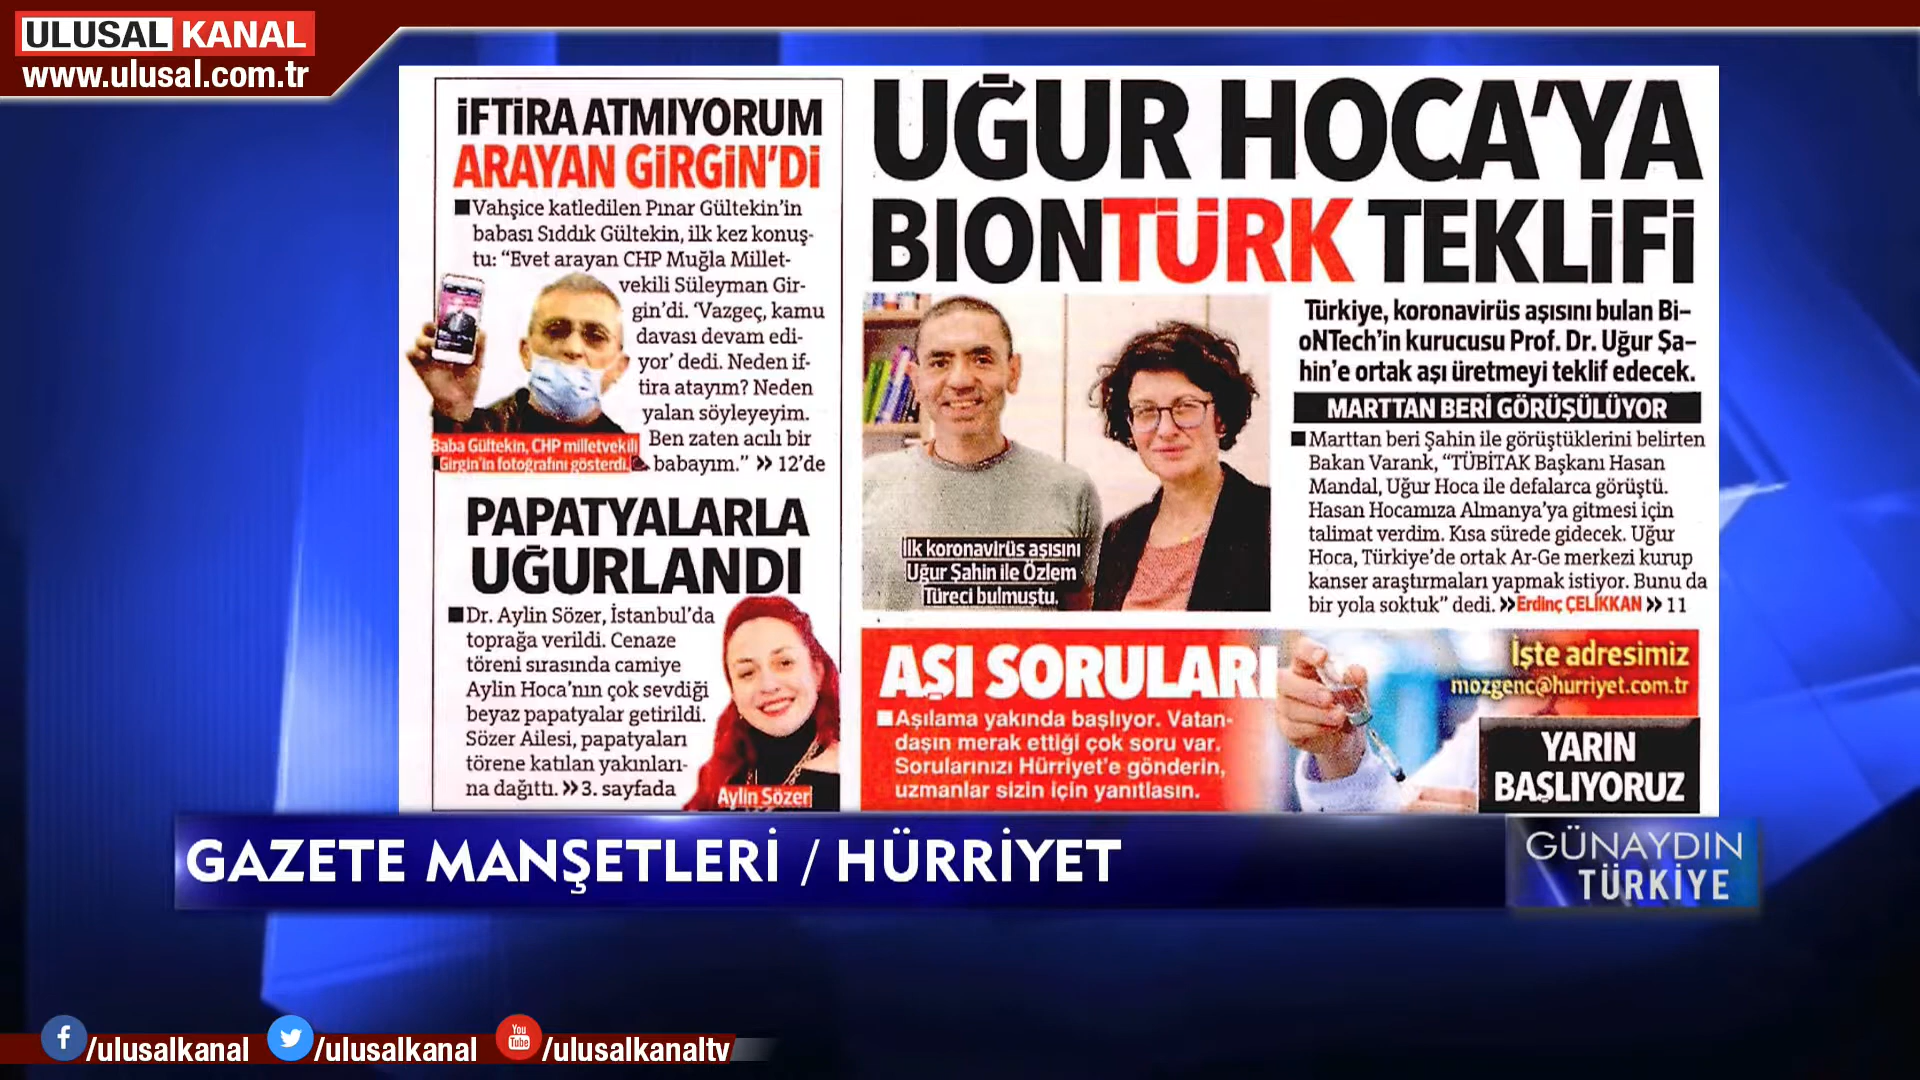 ULUSAL KANAL
www.ulusal.com.tr
İFTİRA ATMIYORUM
ARAYAN GİRGİN'Dİ
Vahşice katledilen Pınar Gültekin'in
babası Sıddık Gültekin, ilk kez konuş-
tu: “Evet arayan CHP Muğla Millet-
vekili Süleyman Gir-
gin'di. ‘Vazgeç, kamu
davası devam edi-
yor’ dedi. Neden if-
tira atayım? Neden
yalan söyleyeyim.
Ben zaten acılı bir
babayım.” 12'de
Baba Gültekin, CHP milletvekili
Girgin'in fotoğrafını gösterdi.
PAPATYALARLA
UĞURLANDI
Dr. Aylin Sözer, İstanbul'da
toprağa verildi. Cenaze
töreni sırasında camiye
Aylin Hoca'nın çok sevdiği
beyaz papatyalar getirildi.
Sözer Ailesi, papatyaları
törene katılan yakınları-
na dağıttı. 3. sayfada
Aylin Sözer
UĞUR HOCA'YA
BIONTÜRK TEKLİFİ
İlk koronavirüs aşısını
Uğur Şahin ile Özlem
Türeci bulmuştu.
Türkiye, koronavirüs aşısını bulan Bi-
oNTech'in kurucusu Prof. Dr. Uğur Şa-
hin'e ortak aşı üretmeyi teklif edecek.
MARTTAN BERİ GÖRÜŞÜLÜYOR
Marttan beri Şahin ile görüştüklerini belirten
Bakan Varank, “TÜBİTAK Başkanı Hasan
Mandal, Uğur Hoca ile defalarca görüştü.
Hasan Hocamıza Almanya'ya gitmesi için
talimat verdim. Kısa sürede gidecek. Uğur
Hoca, Türkiye'de ortak Ar-Ge merkezi kurup
kanser araştırmaları yapmak istiyor. Bunu da
bir yola soktuk” dedi. Erdinç ÇELİKKAN 11
AŞI SORULARI
Aşılama yakında başlıyor. Vatan-
daşın merak ettiği çok soru var.
Sorularınızı Hürriyet'e gönderin,
uzmanlar sizin için yanıtlasın.
İşte adresimiz
mozgenc@hurriyet.com.tr
YARIN
BAŞLIYORUZ
GAZETE MANŞETLERİ / HÜRRİYET
GÜNAYDIN
TÜRKİYE
f /ulusalkanal
/ulusalkanal
You Tube /ulusalkanaltv